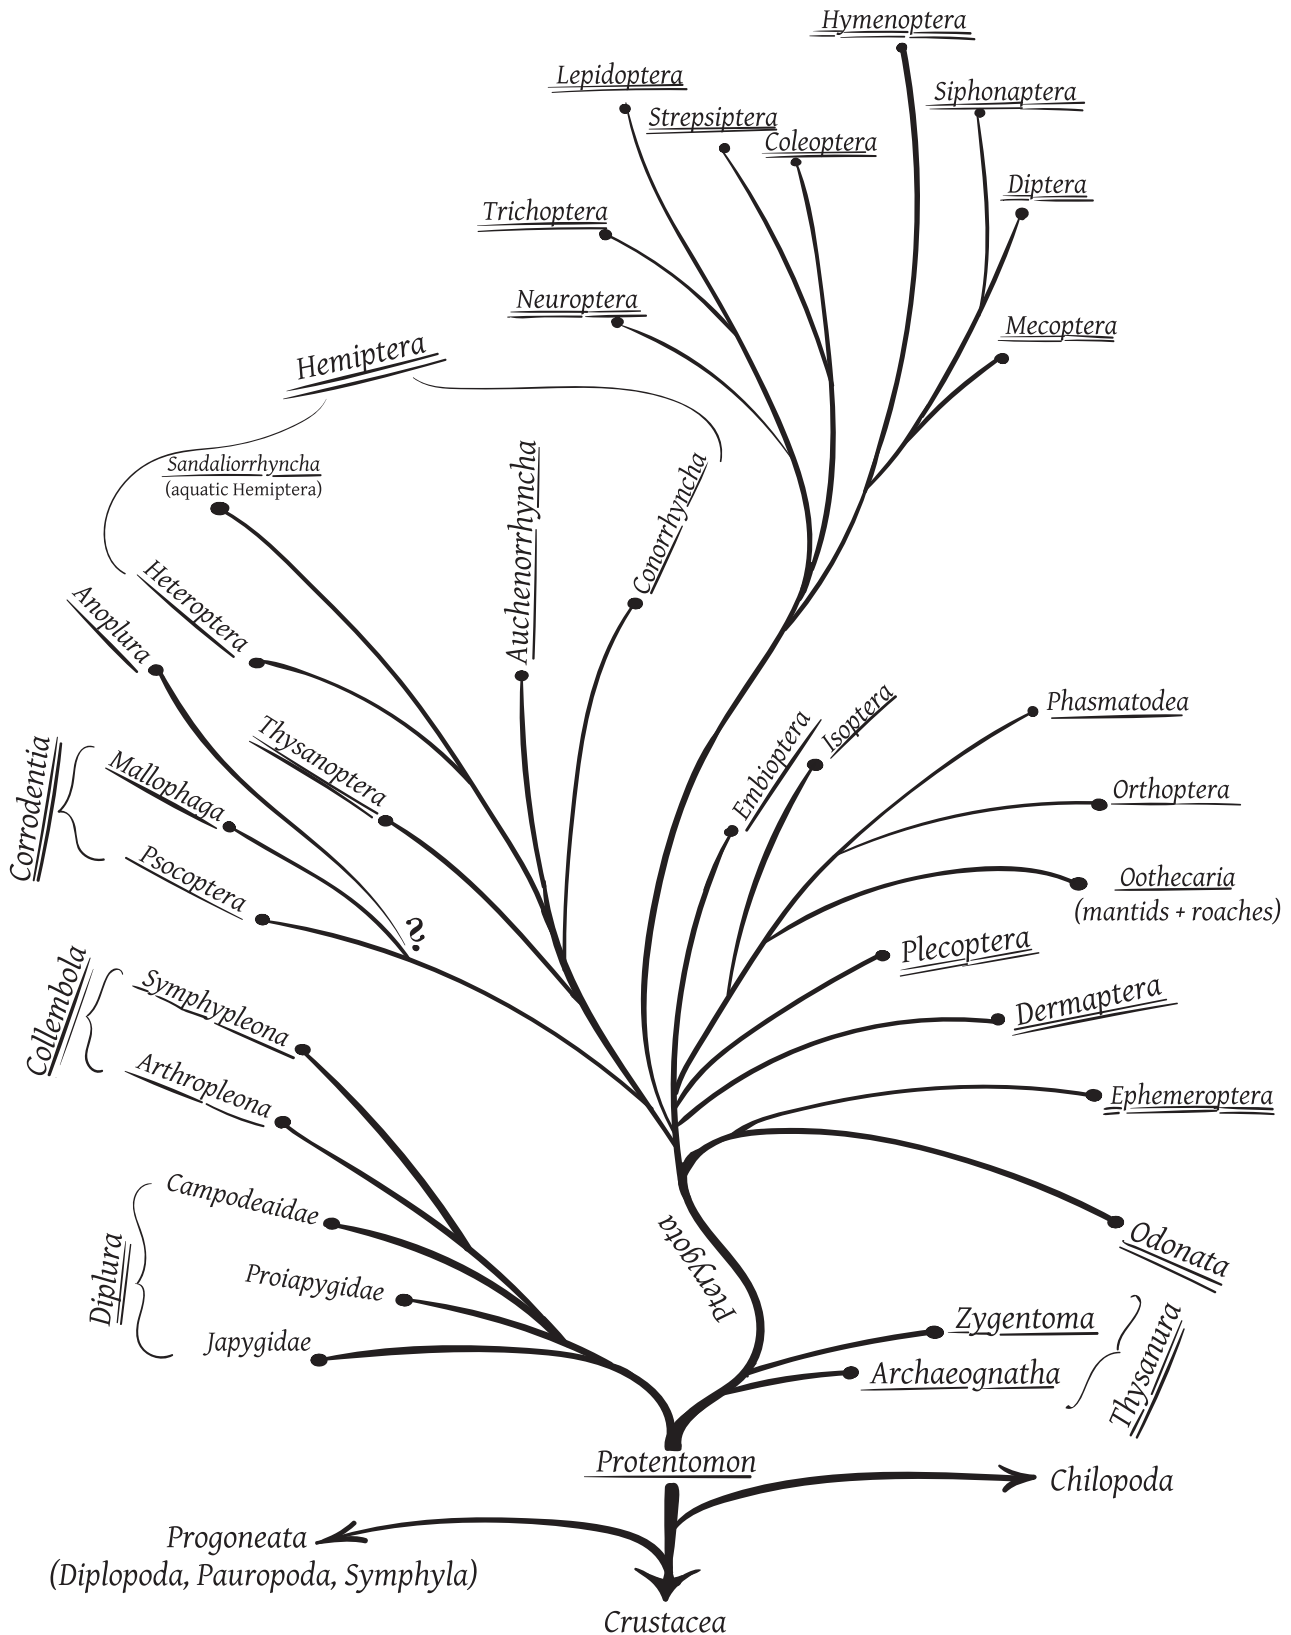 Hymenoptera
Lepidoptera
Siphonaptera
Strepsiptera
Coleoptera
Diptera
Trichoptera
Neuroptera
Mecoptera
Hemiptera
Sandaliorrhyncha
(aquatic Hemiptera)
Auchenorrhyncha
Conorrhyncha
Heteroptera
Anoplura
Thysanoptera
Embioptera
Isoptera
Phasmatodea
Corrodentia
Mallophaga
Orthoptera
Psocoptera
Oothecaria
(mantids + roaches)
?
Plecoptera
Collembola
Symphypleona
Dermaptera
Arthropleona
Ephemeroptera
Campodeaidae
Pterygota
Odonata
Diplura
Proiapygidae
Japygidae
Zygentoma
Archaeognatha
Thysanura
Protentomon
Chilopoda
Progoneata
(Diplopoda, Pauropoda, Symphyla)
Crustacea